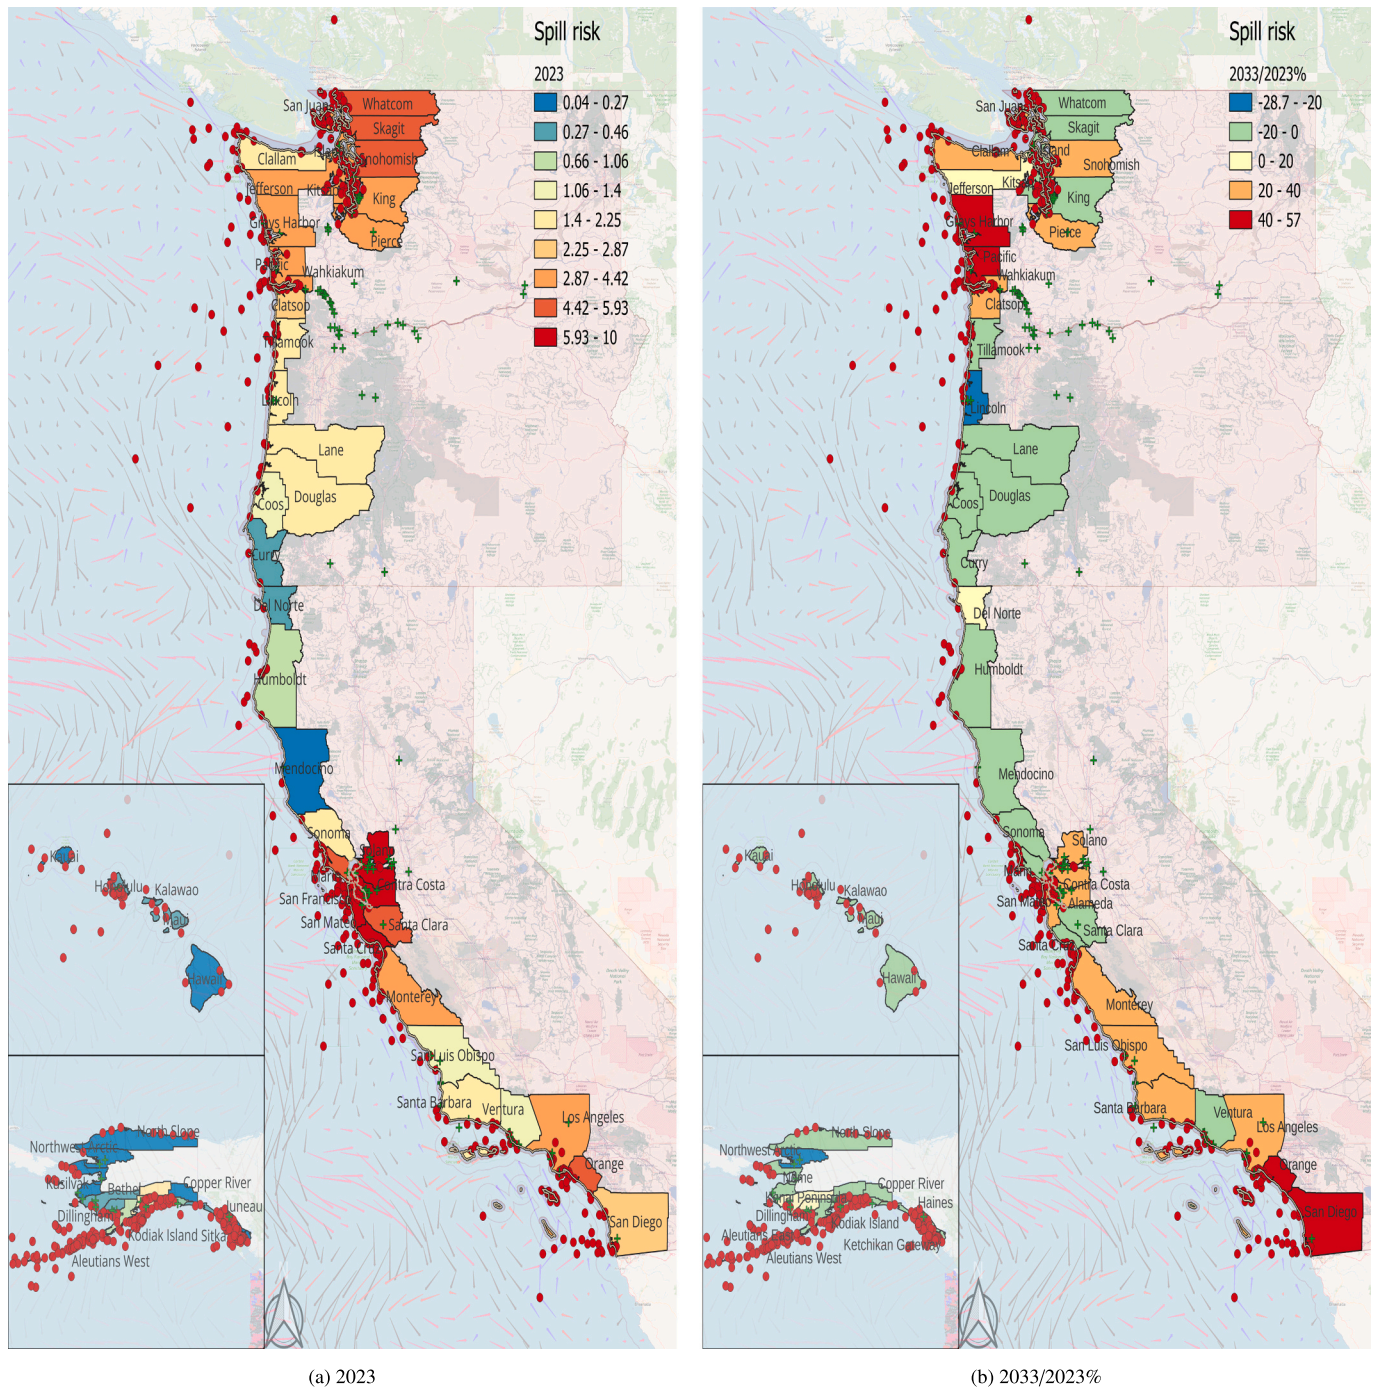 Spill risk
2023
0.04 - 0.27
0.27 - 0.46
0.66 - 1.06
1.06 - 1.4
1.4 - 2.25
2.25 - 2.87
2.87 - 4.42
4.42 - 5.93
5.93 - 10
San Juan
Whatcom
Skagit
Snohomish
Clallam
Jefferson
King
Grays Harbor
Pierce
Wahkiakum
Clatsop
Lane
Douglas
Coos
Curry
Del Norte
Humboldt
Mendocino
Sonoma
Contra Costa
San Francisco
San Mateo
Santa Clara
Santa Cruz
Monterey
San Luis Obispo
Santa Barbara
Ventura
Los Angeles
Orange
San Diego
Kauai
Honolulu
Kalawao
Maui
Hawaii
North Slope
Northwest Arctic
Kusilvak
Bethel
Copper River
Juneau
Dillingham
Kodiak Island
Sitka
Aleutians West
(a) 2023
Spill risk
2033/2023%
-28.7 - -20
-20 - 0
0 - 20
20 - 40
40 - 57
San Juan
Whatcom
Skagit
Island
Snohomish
Clallam
Jefferson
King
Grays Harbor
Pierce
Pacific
Wahkiakum
Clatsop
Tillamook
Lincoln
Lane
Douglas
Coos
Curry
Del Norte
Humboldt
Mendocino
Sonoma
Solano
Contra Costa
San Mateo
Alameda
Santa Clara
Santa Cruz
Monterey
San Luis Obispo
Santa Barbara
Ventura
Los Angeles
Orange
San Diego
Kauai
Honolulu
Kalawao
Maui
Hawaii
North Slope
Northwest Arctic
Nome
Kenai Peninsula
Copper River
Haines
Dillingham
Kodiak Island
Aleutians East
Ketchikan Gateway
Aleutians West
(b) 2033/2023%